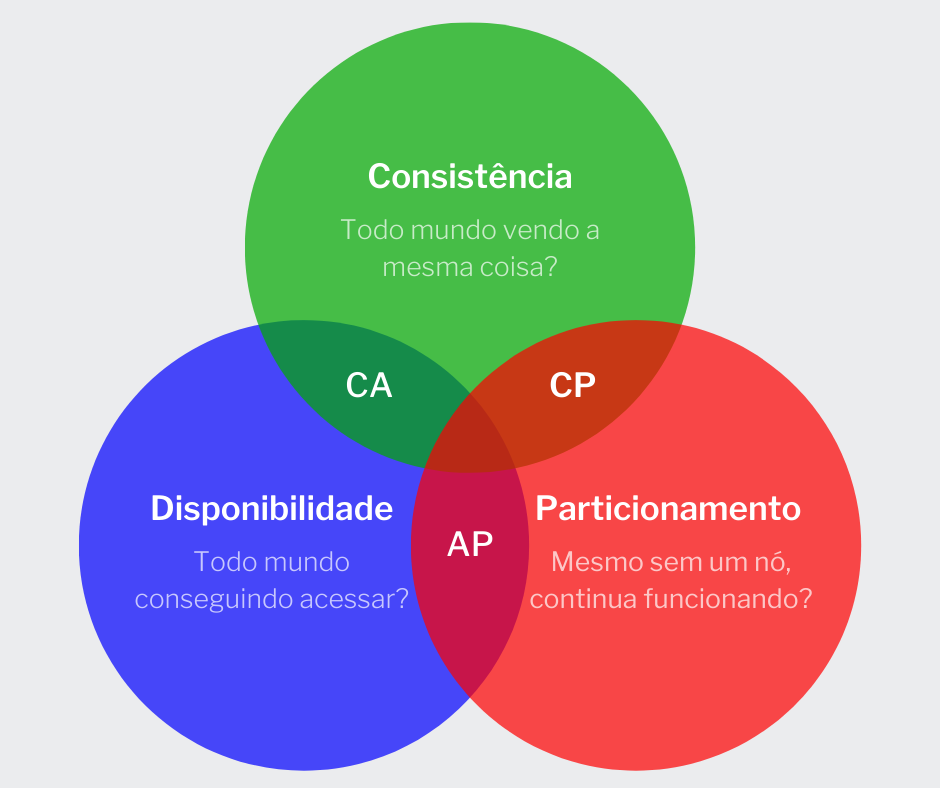 Consistência
Todo mundo vendo a
mesma coisa?
CA
CP
Disponibilidade
Todo mundo
conseguindo acessar?
AP
Particionamento
Mesmo sem um nó,
continua funcionando?